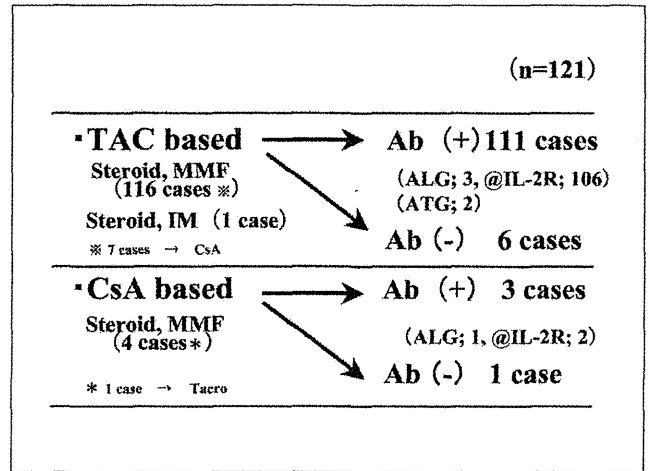 (n=121)
・TAC based → Ab (+) 111 cases
Steroid, MMF
(116 cases ※)
(ALG; 3, @IL-2R; 106)
(ATG; 2)
Steroid, IM (1 case)
※ 7 cases → CsA
Ab (-) 6 cases
・CsA based → Ab (+) 3 cases
Steroid, MMF
(4 cases*)
(ALG; 1, @IL-2R; 2)
Ab (-) 1 case
* 1 case → Tacro